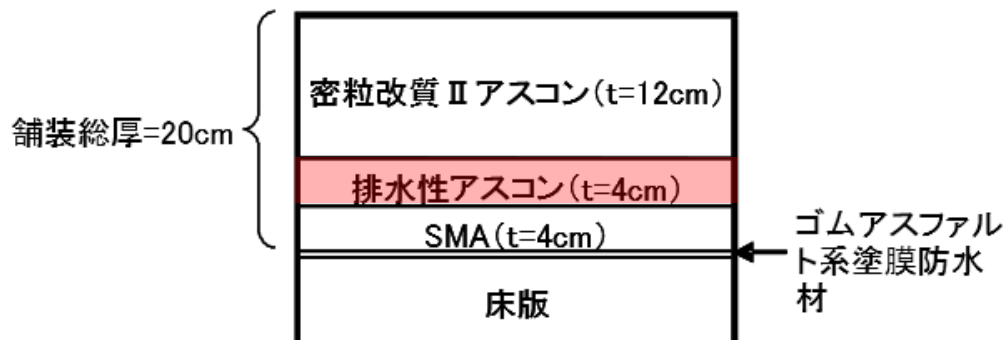 密粒改質Ⅱアスコン(t=12cm)
舗装総厚=20cm
排水性アスコン(t=4cm)
SMA(t=4cm)
ゴムアスファル
ト系塗膜防水
材
床版